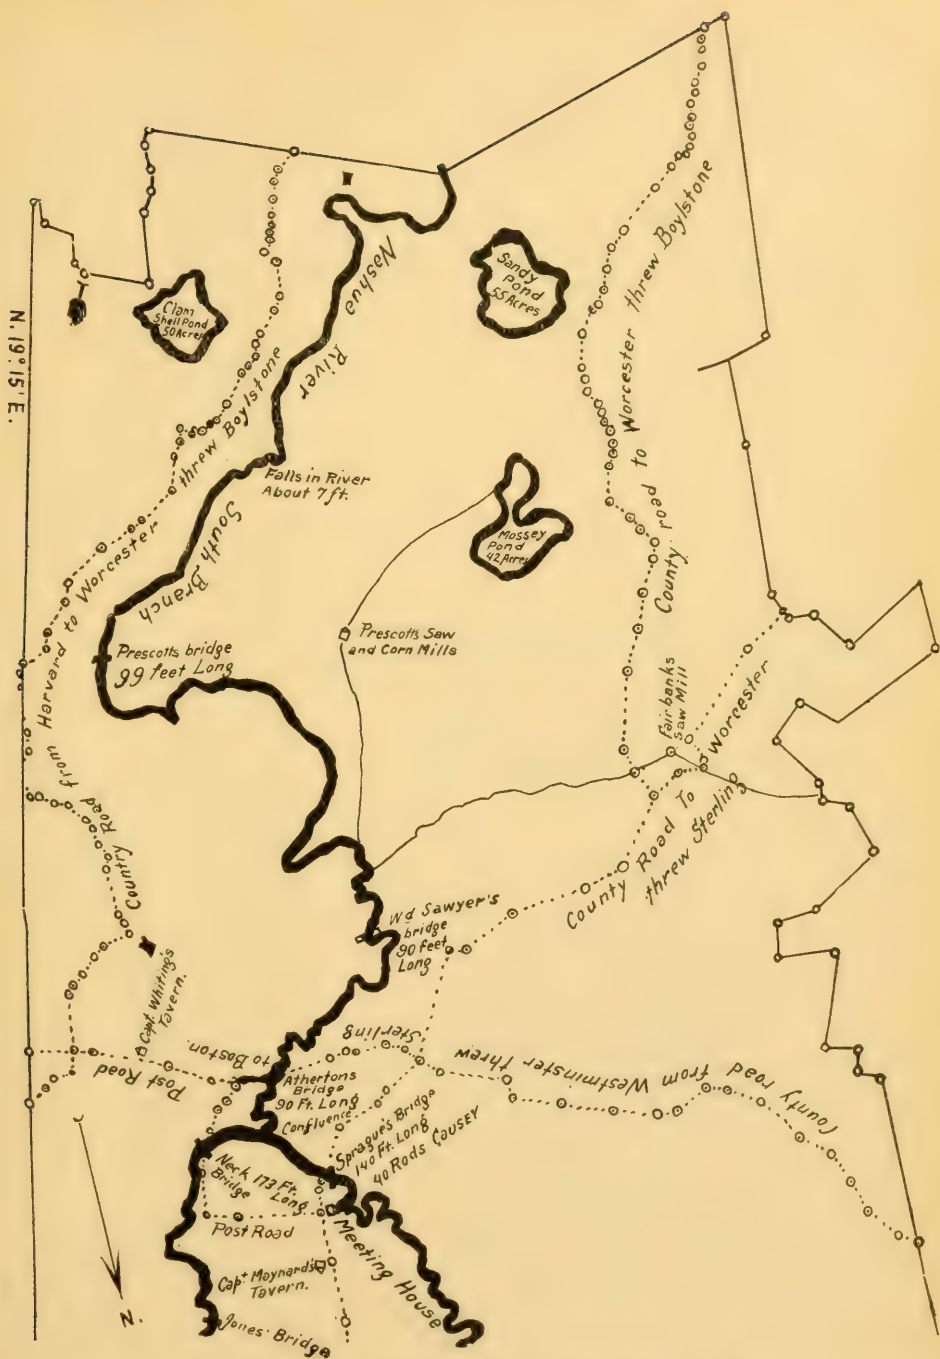 N. 19° 15' E.
Clam
Shell Pond
50 Acres
Nashua
River
South
Branch
Sandy
Pond
55 Acres
County road to Worcester threw Boylstone
Falls in River
About 7 ft.
Mossey
Pond
42 Acres
Prescotts Saw
and Corn Mills
Prescotts bridge
99 feet Long
Country Road from Harvard to Worcester threw Boylstone
Fairbanks
Saw Mill
County Road To Worcester
threw Sterling
Wd Sawyer's
bridge
90 feet
Long
Capt. Whiting's
Tavern.
Post Road to Boston
County road from Westminster threw Sterling
Athertons
Bridge
90 Ft. Long
Confluence
Sprague's Bridge
140 Ft. Long
40 Rods Causey
Neck 173 Ft.
Bridge Long
Post Road
Meeting House
Capt Maynard's
Tavern.
Jones' Bridge
N.